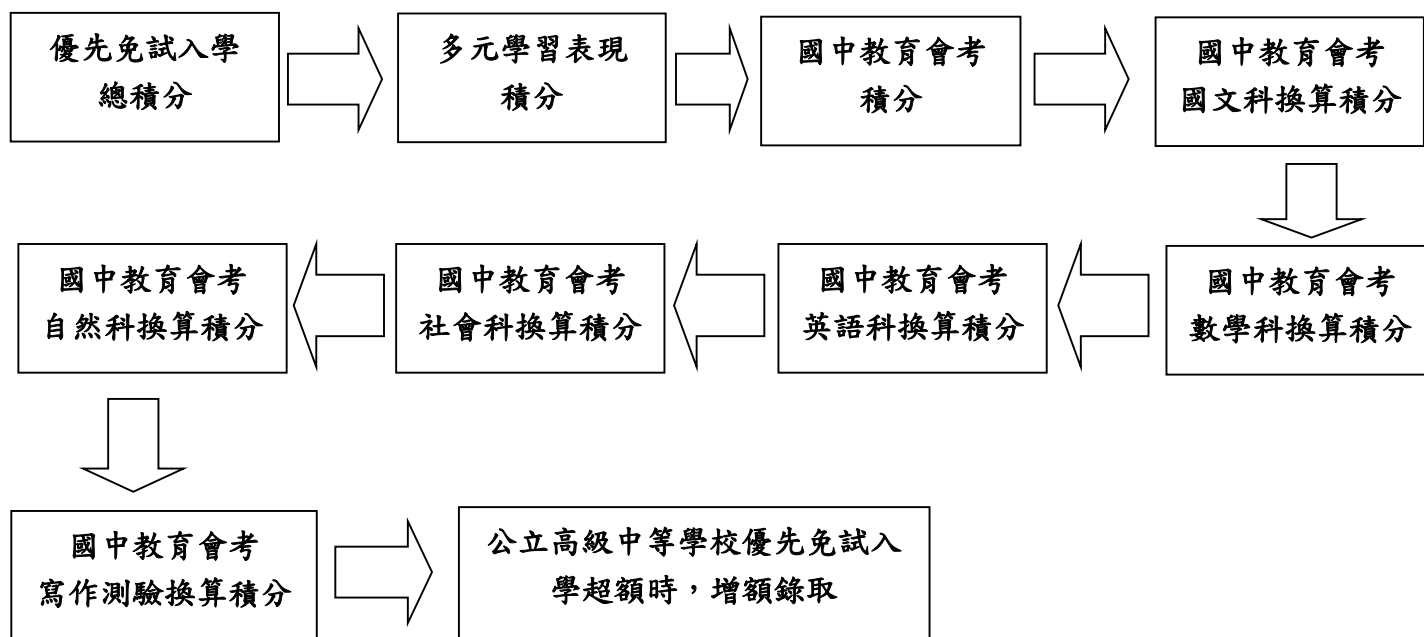 優先免試入學
總積分
多元學習表現
積分
國中教育會考
積分
國中教育會考
國文科換算積分
國中教育會考
數學科換算積分
國中教育會考
英語科換算積分
國中教育會考
社會科換算積分
國中教育會考
自然科換算積分
國中教育會考
寫作測驗換算積分
公立高級中等學校優先免試入
學超額時，增額錄取